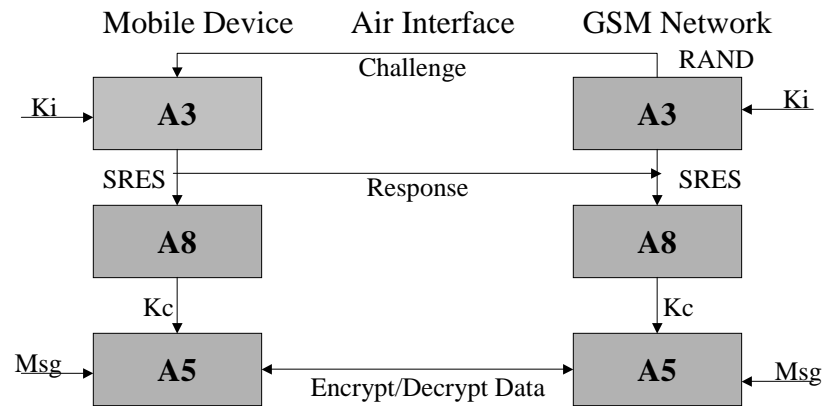 Mobile Device Air Interface GSM Network
RAND
Challenge
Ki A3 A3 Ki
SRES Response SRES
A8 A8
Kc Kc
Msg A5 A5 Msg
Encrypt/Decrypt Data